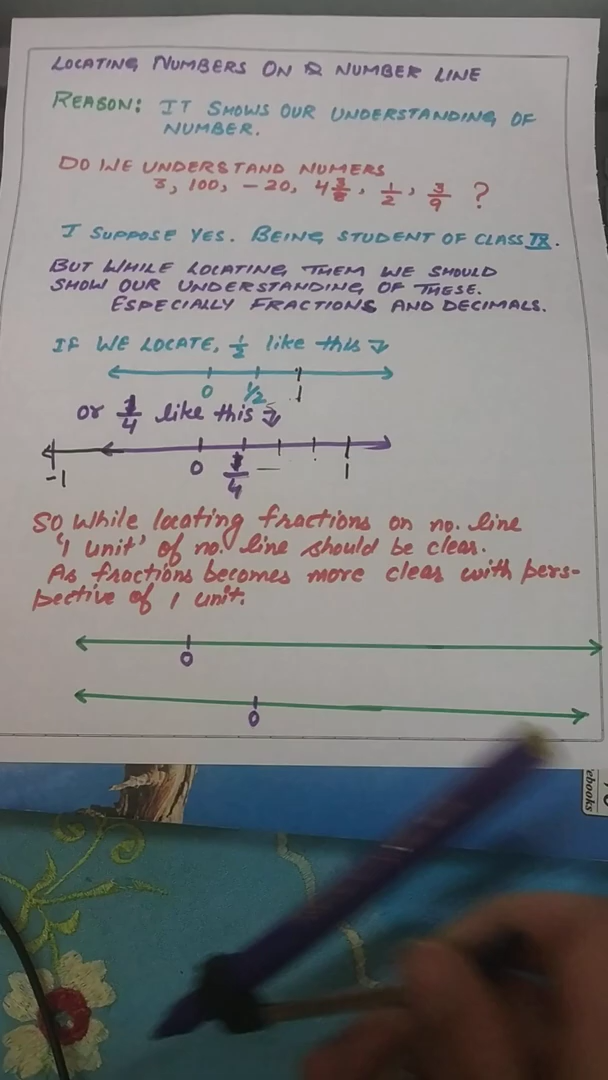 LOCATING NUMBERS ON A NUMBER LINE
REASON: IT SHOWS OUR UNDERSTANDING OF
NUMBER.
DO WE UNDERSTAND NUMERS
3, 100, -20, 4 3/8, 1/2, 3/9 ?
I SUPPOSE YES. BEING STUDENT OF CLASS IX.
BUT WHILE LOCATING THEM WE SHOULD
SHOW OUR UNDERSTANDING OF THESE.
ESPECIALLY FRACTIONS AND DECIMALS.
IF WE LOCATE, 1/2 like this
0 1/2 1
or 1/4 like this
-1 0 1/4 1
SO While locating fractions on no. line
'1 unit' of no. line should be clear.
As fractions becomes more clear with pers-
pective of 1 unit.
0
0
ebooks